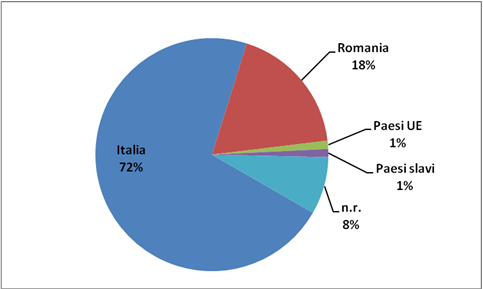 Romania
18%
Paesi UE
1%
Paesi slavi
1%
n.r.
8%
Italia
72%